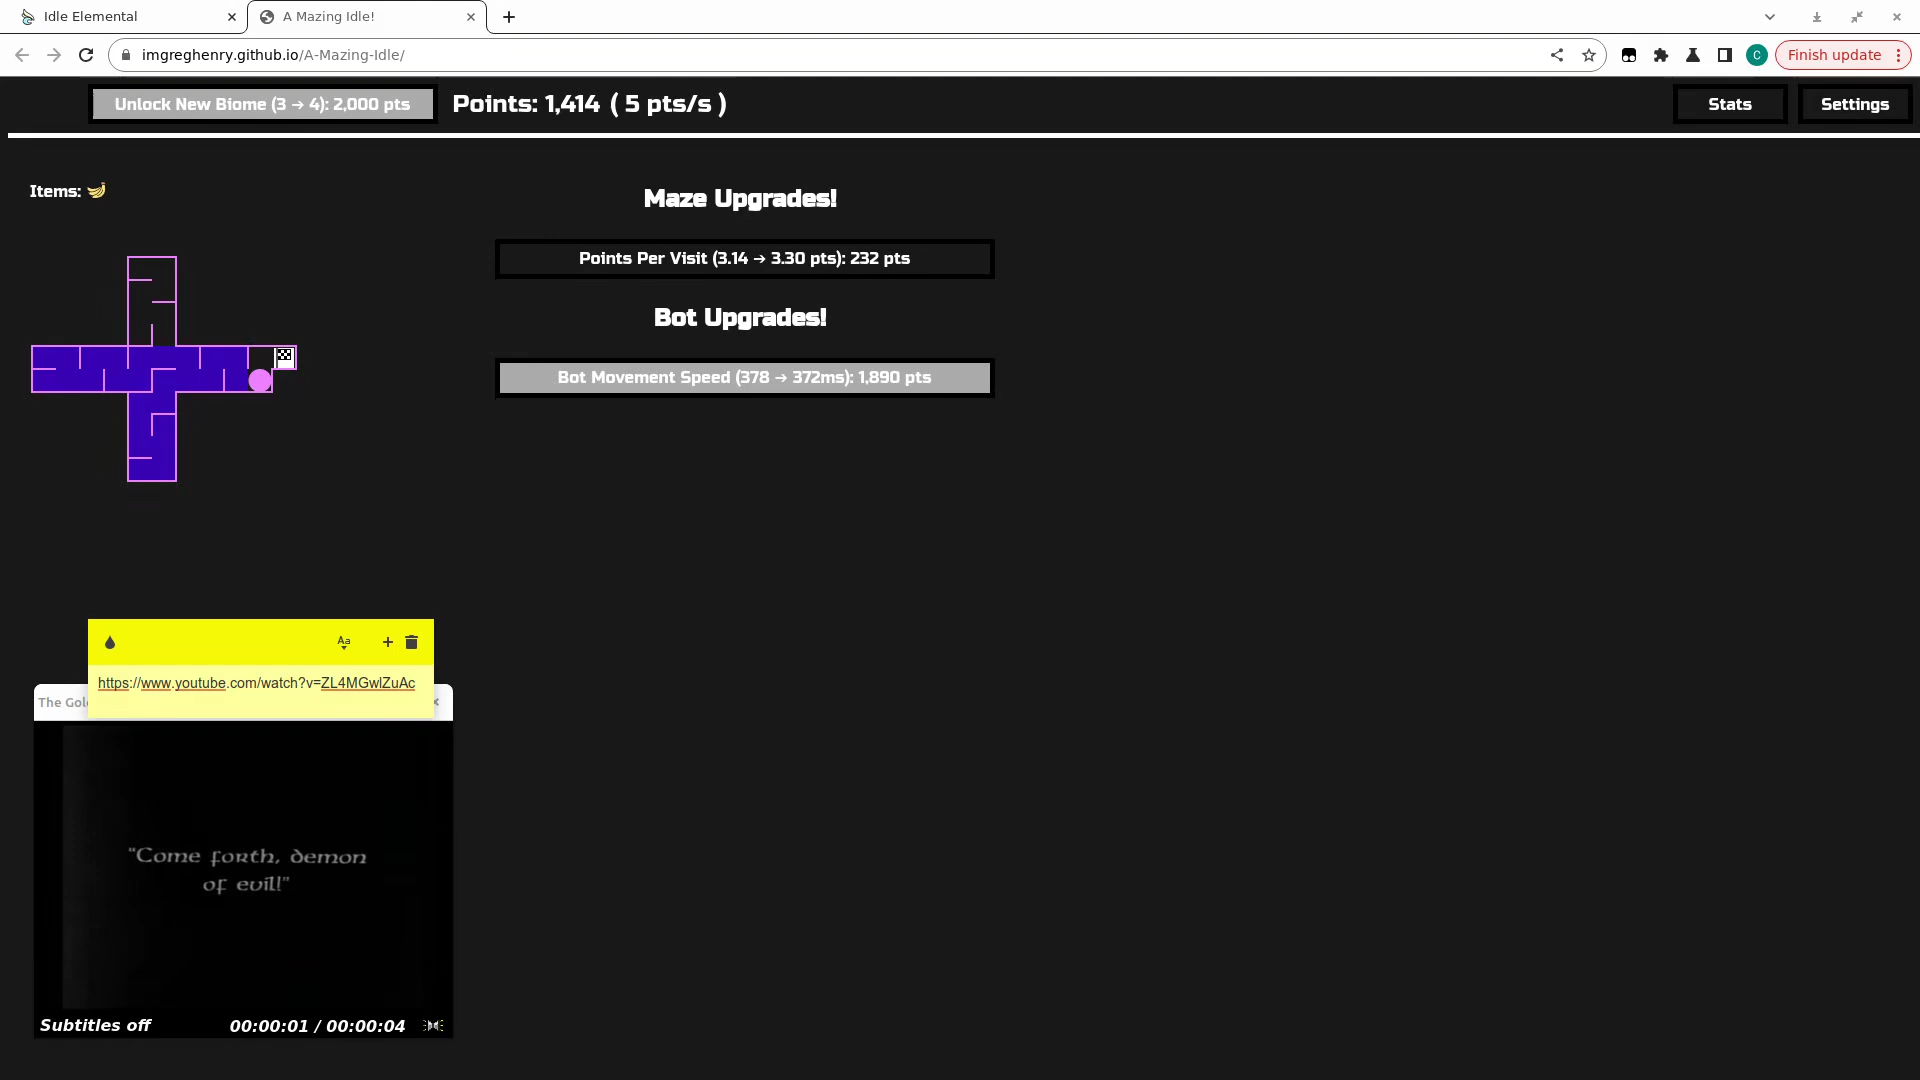 Idle Elemental
A Mazing Idle!
imgreghenry.github.io/A-Mazing-Idle/
C
Finish update
Unlock New Biome (3 → 4): 2,000 pts
Points: 1,414 ( 5 pts/s )
Stats
Settings
Items:
Maze Upgrades!
Points Per Visit (3.14 → 3.30 pts): 232 pts
Bot Upgrades!
Bot Movement Speed (378 → 372ms): 1,890 pts
Aa
https://www.youtube.com/watch?v=ZL4MGwlZuAc
The Gol
"Come forth, demon
of evil!"
Subtitles off
00:00:01 / 00:00:04